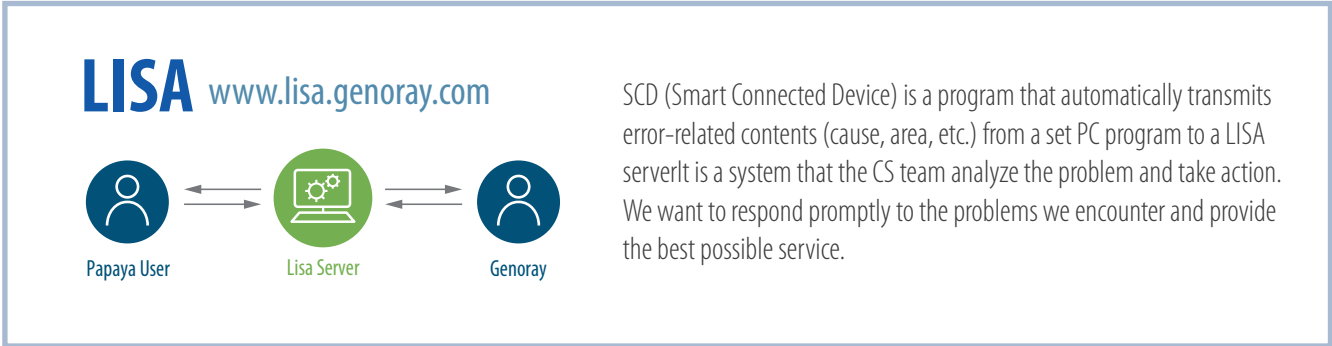 LISA www.lisa.genoray.com
Papaya User
Lisa Server
Genoray
SCD (Smart Connected Device) is a program that automatically transmits
error-related contents (cause, area, etc.) from a set PC program to a LISA
serverIt is a system that the CS team analyze the problem and take action.
We want to respond promptly to the problems we encounter and provide
the best possible service.